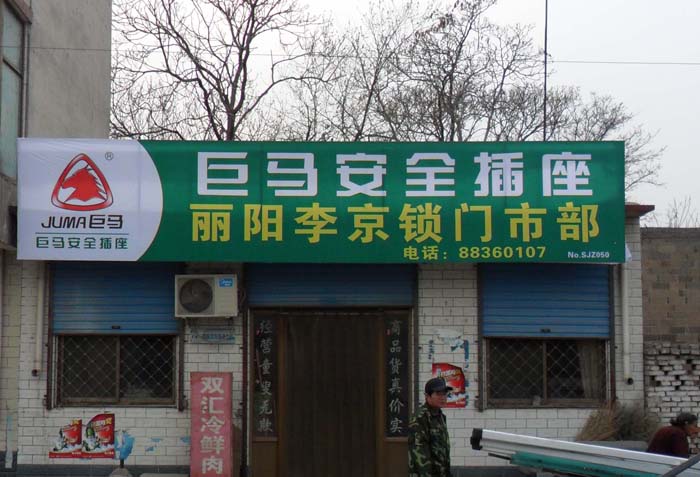 ®
JUMA巨马
巨马安全插座
巨马安全插座
丽阳李京锁门市部
电话：88360107
No.SJZ050
经营童叟无欺
商品货真价实
双汇冷鲜肉